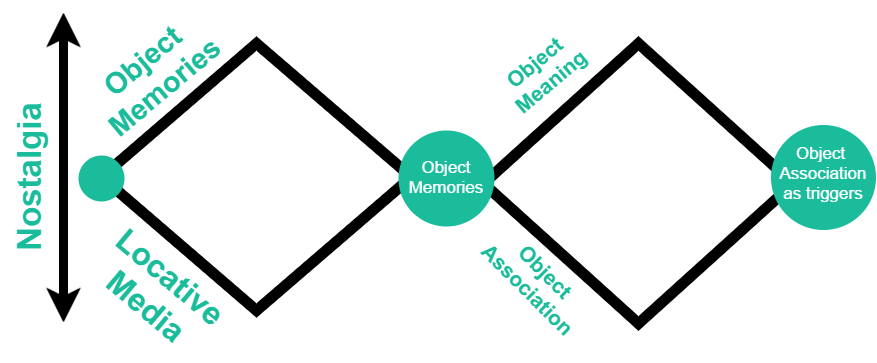 Nostalgia
Object
Memories
Locative
Media
Object
Memories
Object
Meaning
Object
Association
Object
Association
as triggers